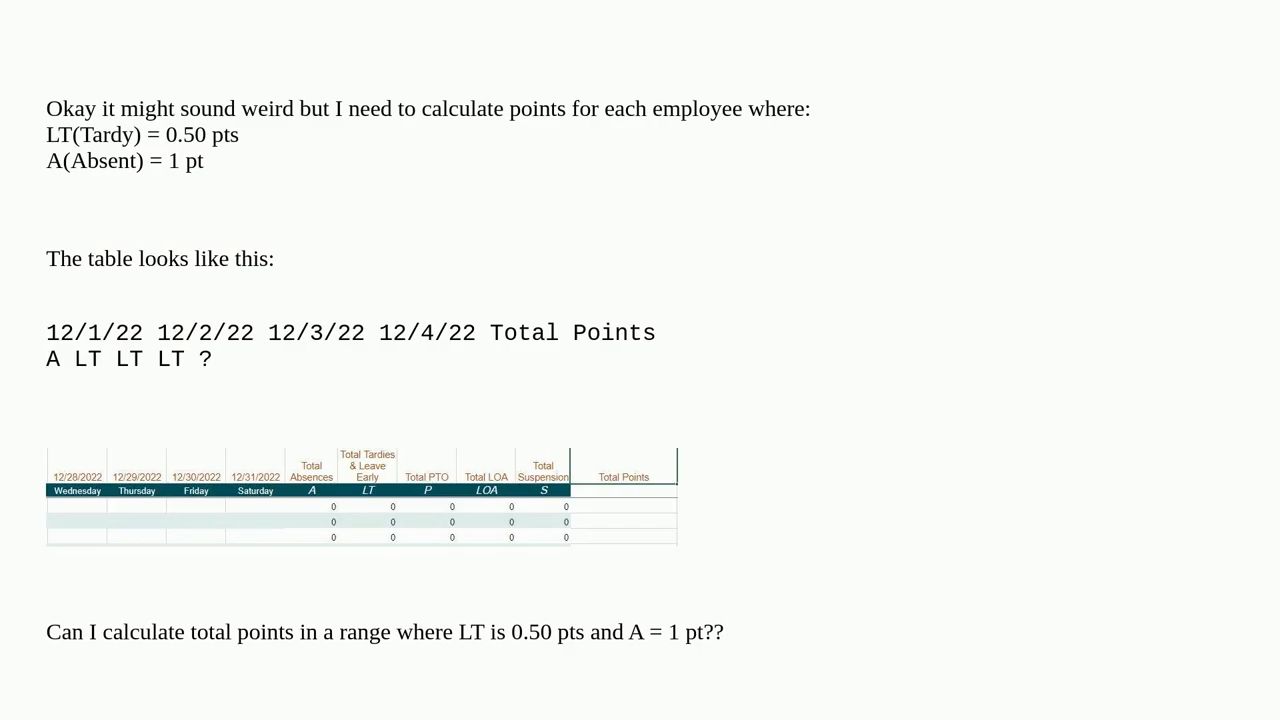 Okay it might sound weird but I need to calculate points for each employee where:
LT(Tardy) = 0.50 pts
A(Absent) = 1 pt
The table looks like this:
12/1/22 12/2/22 12/3/22 12/4/22 Total Points
A LT LT LT ?
12/28/2022 12/29/2022 12/30/2022 12/31/2022 Total Absences Total Tardies & Leave Early Total PTO Total LOA Total Suspension Total Points
Wednesday Thursday Friday Saturday A LT P LOA S
0 0 0 0 0
0 0 0 0 0
0 0 0 0 0
Can I calculate total points in a range where LT is 0.50 pts and A = 1 pt??